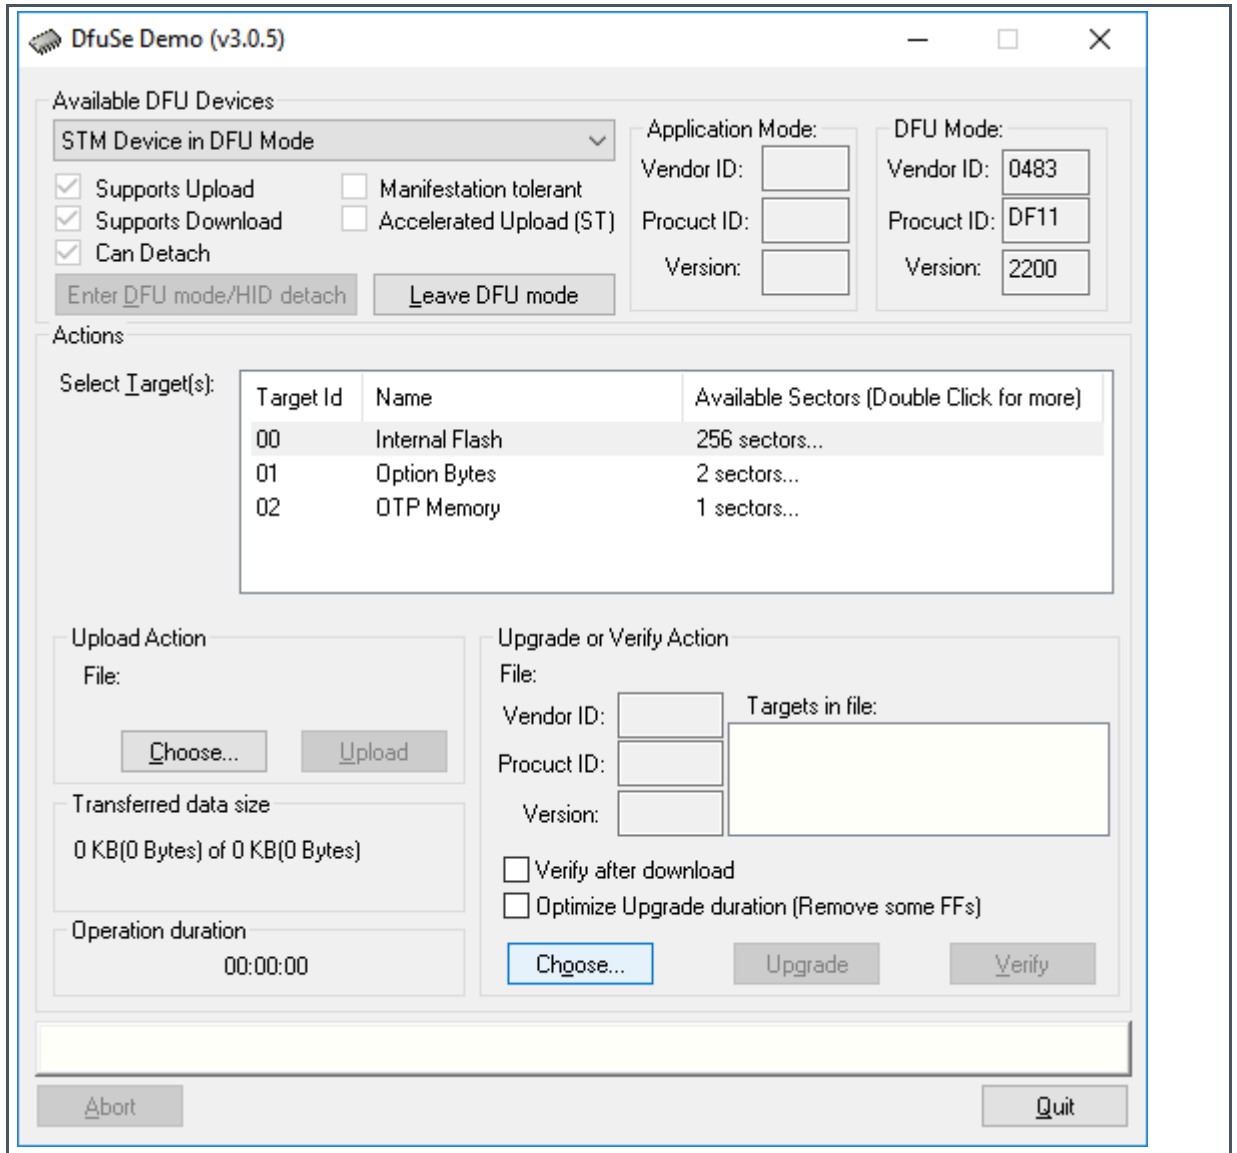 DfuSe Demo (v3.0.5)
Available DFU Devices
STM Device in DFU Mode
Supports Upload
Manifestation tolerant
Supports Download
Accelerated Upload (ST)
Can Detach
Enter DFU mode/HID detach
Leave DFU mode
Application Mode:
Vendor ID:
Procuct ID:
Version:
DFU Mode:
Vendor ID: 0483
Procuct ID: DF11
Version: 2200
Actions
Select Target(s):
Target Id Name Available Sectors (Double Click for more)
00 Internal Flash 256 sectors...
01 Option Bytes 2 sectors...
02 OTP Memory 1 sectors...
Upload Action
File:
Choose... Upload
Transferred data size
0 KB(0 Bytes) of 0 KB(0 Bytes)
Operation duration
00:00:00
Upgrade or Verify Action
File:
Vendor ID:
Procuct ID:
Version:
Targets in file:
Verify after download
Optimize Upgrade duration (Remove some FFs)
Choose... Upgrade Verify
Abort Quit